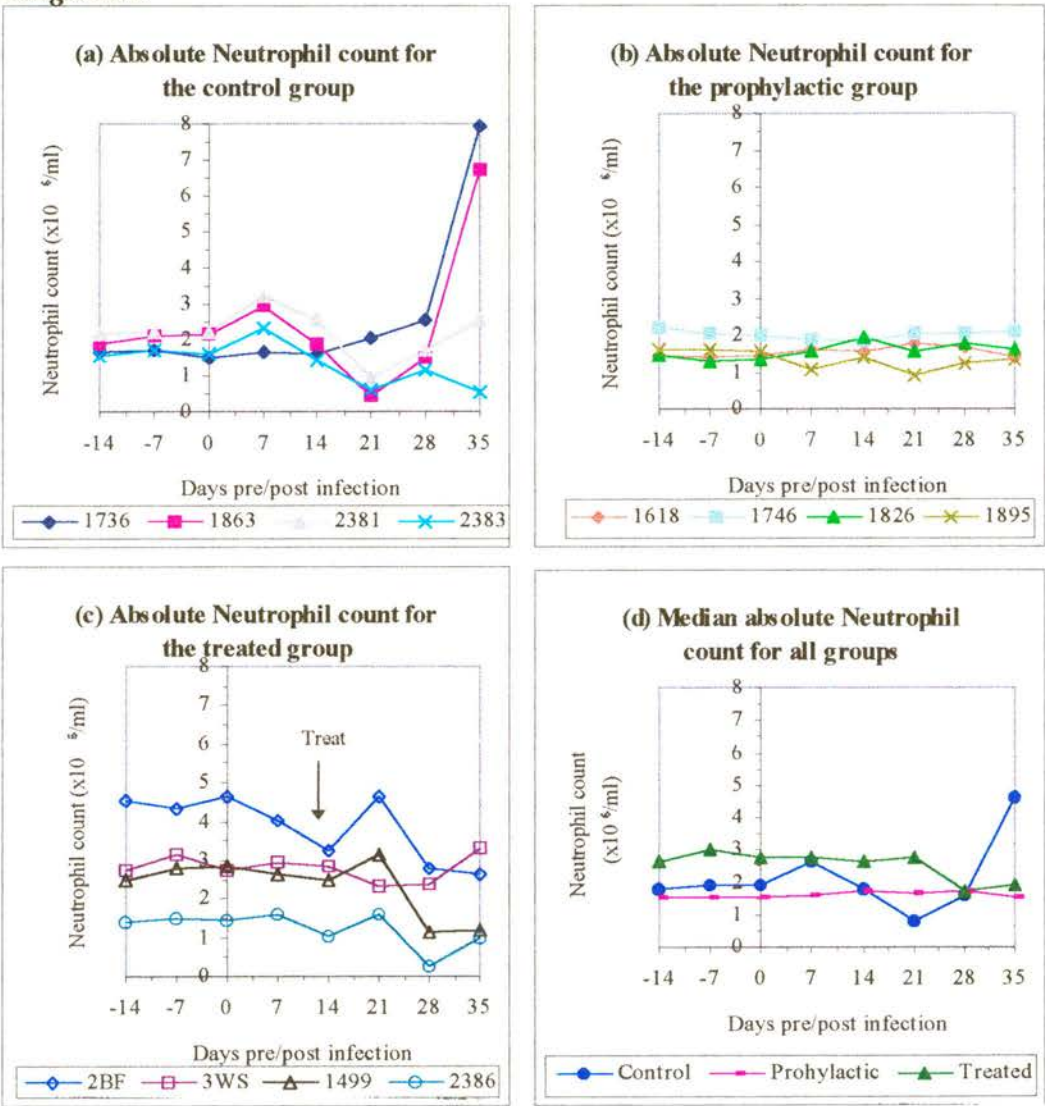 (a) Absolute Neutrophil count for
the control group
Neutrophil count (x10 ⁶/ml)
8
7
6
5
4
3
2
1
0
-14 -7 0 7 14 21 28 35
Days pre/post infection
1736 1863 2381 2383
(b) Absolute Neutrophil count for
the prophylactic group
Neutrophil count (x10 ⁶/ml)
8
7
6
5
4
3
2
1
0
-14 -7 0 7 14 21 28 35
Days pre/post infection
1618 1746 1826 1895
(c) Absolute Neutrophil count for
the treated group
Neutrophil count (x10 ⁶/ml)
8
7
6
5
4
3
2
1
0
Treat
-14 -7 0 7 14 21 28 35
Days pre/post infection
2BF 3WS 1499 2386
(d) Median absolute Neutrophil
count for all groups
Neutrophil count
(x10 ⁶/ml)
8
7
6
5
4
3
2
1
0
-14 -7 0 7 14 21 28 35
Days pre/post infection
Control Prohylactic Treated